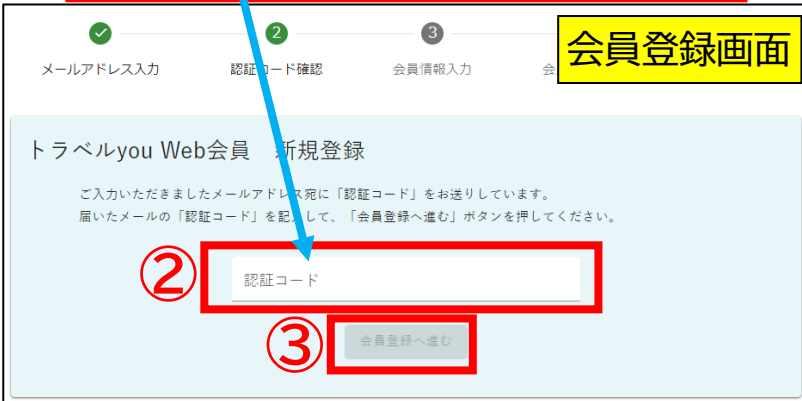 2
3
会員登録画面
メールアドレス入力
認証コード確認
会員情報入力
会
トラベルyou Web会員 新規登録
ご入力いただきましたメールアドレス宛に「認証コード」をお送りしています。
届いたメールの「認証コード」を記入して、「会員登録へ進む」ボタンを押してください。
②
認証コード
③
会員登録へ進む